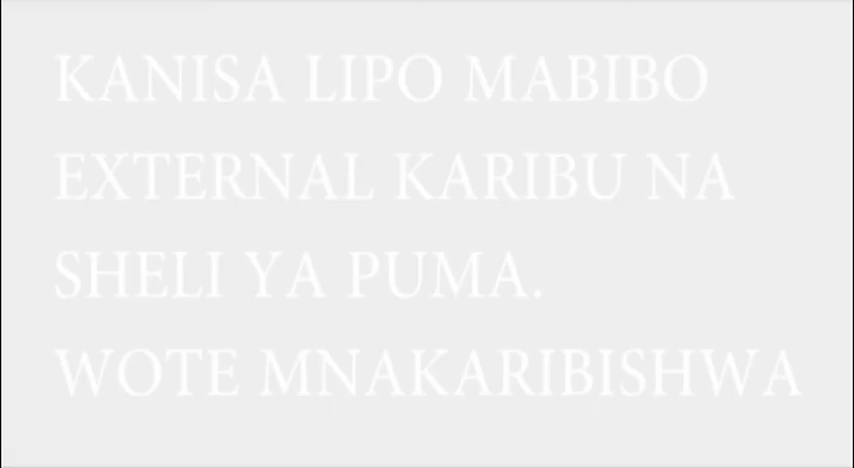 KANISA LIPO MABIBO
EXTERNAL KARIBU NA
SHELI YA PUMA.
WOTE MNAKARIBISHWA